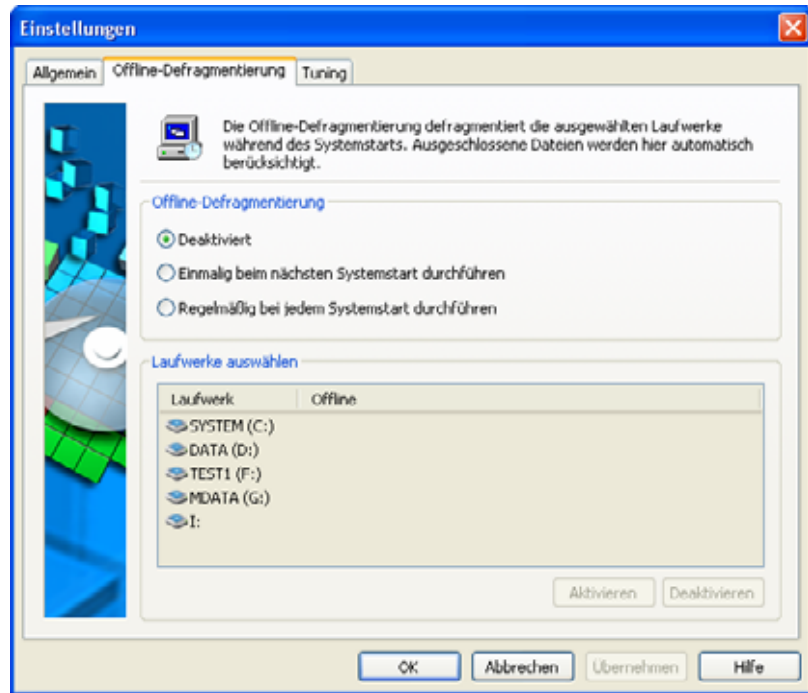 Einstellungen
Allgemein Offline-Defragmentierung Tuning
Die Offline-Defragmentierung defragmentiert die ausgewählten Laufwerke
während des Systemstarts. Ausgeschlossene Dateien werden hier automatisch
berücksichtigt.
Offline-Defragmentierung
Deaktiviert
Einmalig beim nächsten Systemstart durchführen
Regelmäßig bei jedem Systemstart durchführen
Laufwerke auswählen
Laufwerk Offline
SYSTEM (C:)
DATA (D:)
TEST1 (F:)
MDATA (G:)
I:
Aktivieren Deaktivieren
OK Abbrechen Übernehmen Hilfe